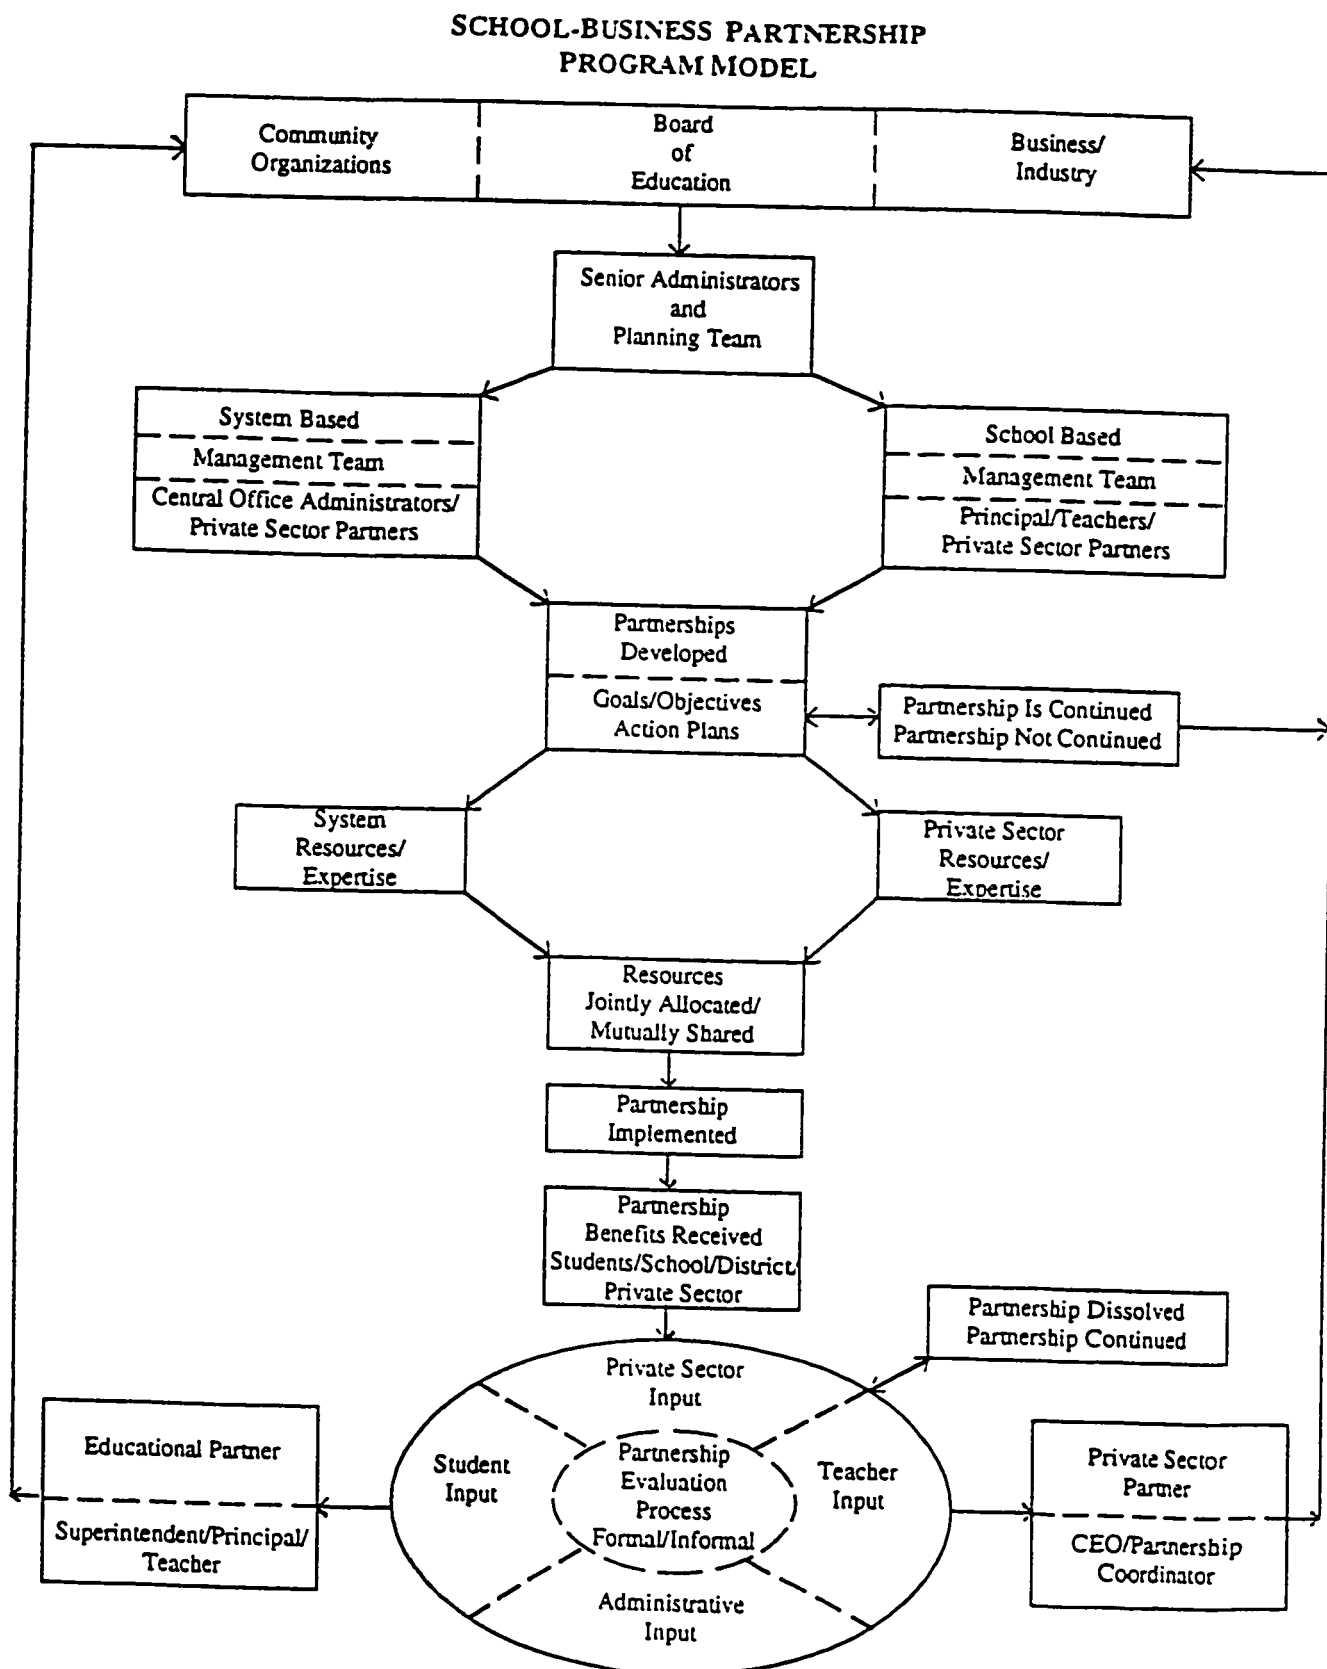 SCHOOL-BUSINESS PARTNERSHIP
PROGRAM MODEL
Community
Organizations
Board
of
Education
Business/
Industry
Senior Administrators
and
Planning Team
System Based
Management Team
Central Office Administrators/
Private Sector Partners
School Based
Management Team
Principal/Teachers/
Private Sector Partners
Partnerships
Developed
Goals/Objectives
Action Plans
Partnership Is Continued
Partnership Not Continued
System
Resources/
Expertise
Private Sector
Resources/
Expertise
Resources
Jointly Allocated/
Mutually Shared
Partnership
Implemented
Partnership
Benefits Received
Students/School/District/
Private Sector
Partnership Dissolved
Partnership Continued
Private Sector
Input
Student
Input
Partnership
Evaluation
Process
Formal/Informal
Teacher
Input
Administrative
Input
Educational Partner
Superintendent/Principal/
Teacher
Private Sector
Partner
CEO/Partnership
Coordinator